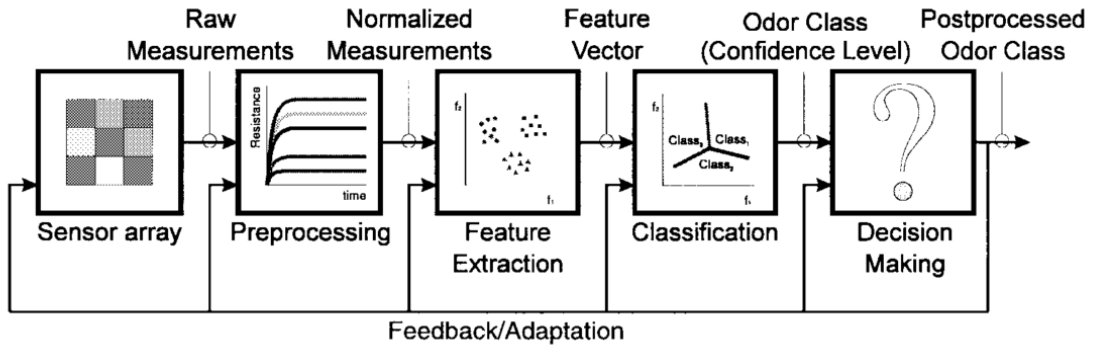 Raw
Measurements
Normalized
Measurements
Feature
Vector
Odor Class
(Confidence Level)
Postprocessed
Odor Class
Resistance
time
f₂
f₁
f₂
Class₃
Class₁
Class₂
f₁
?
Sensor array
Preprocessing
Feature
Extraction
Classification
Decision
Making
Feedback/Adaptation